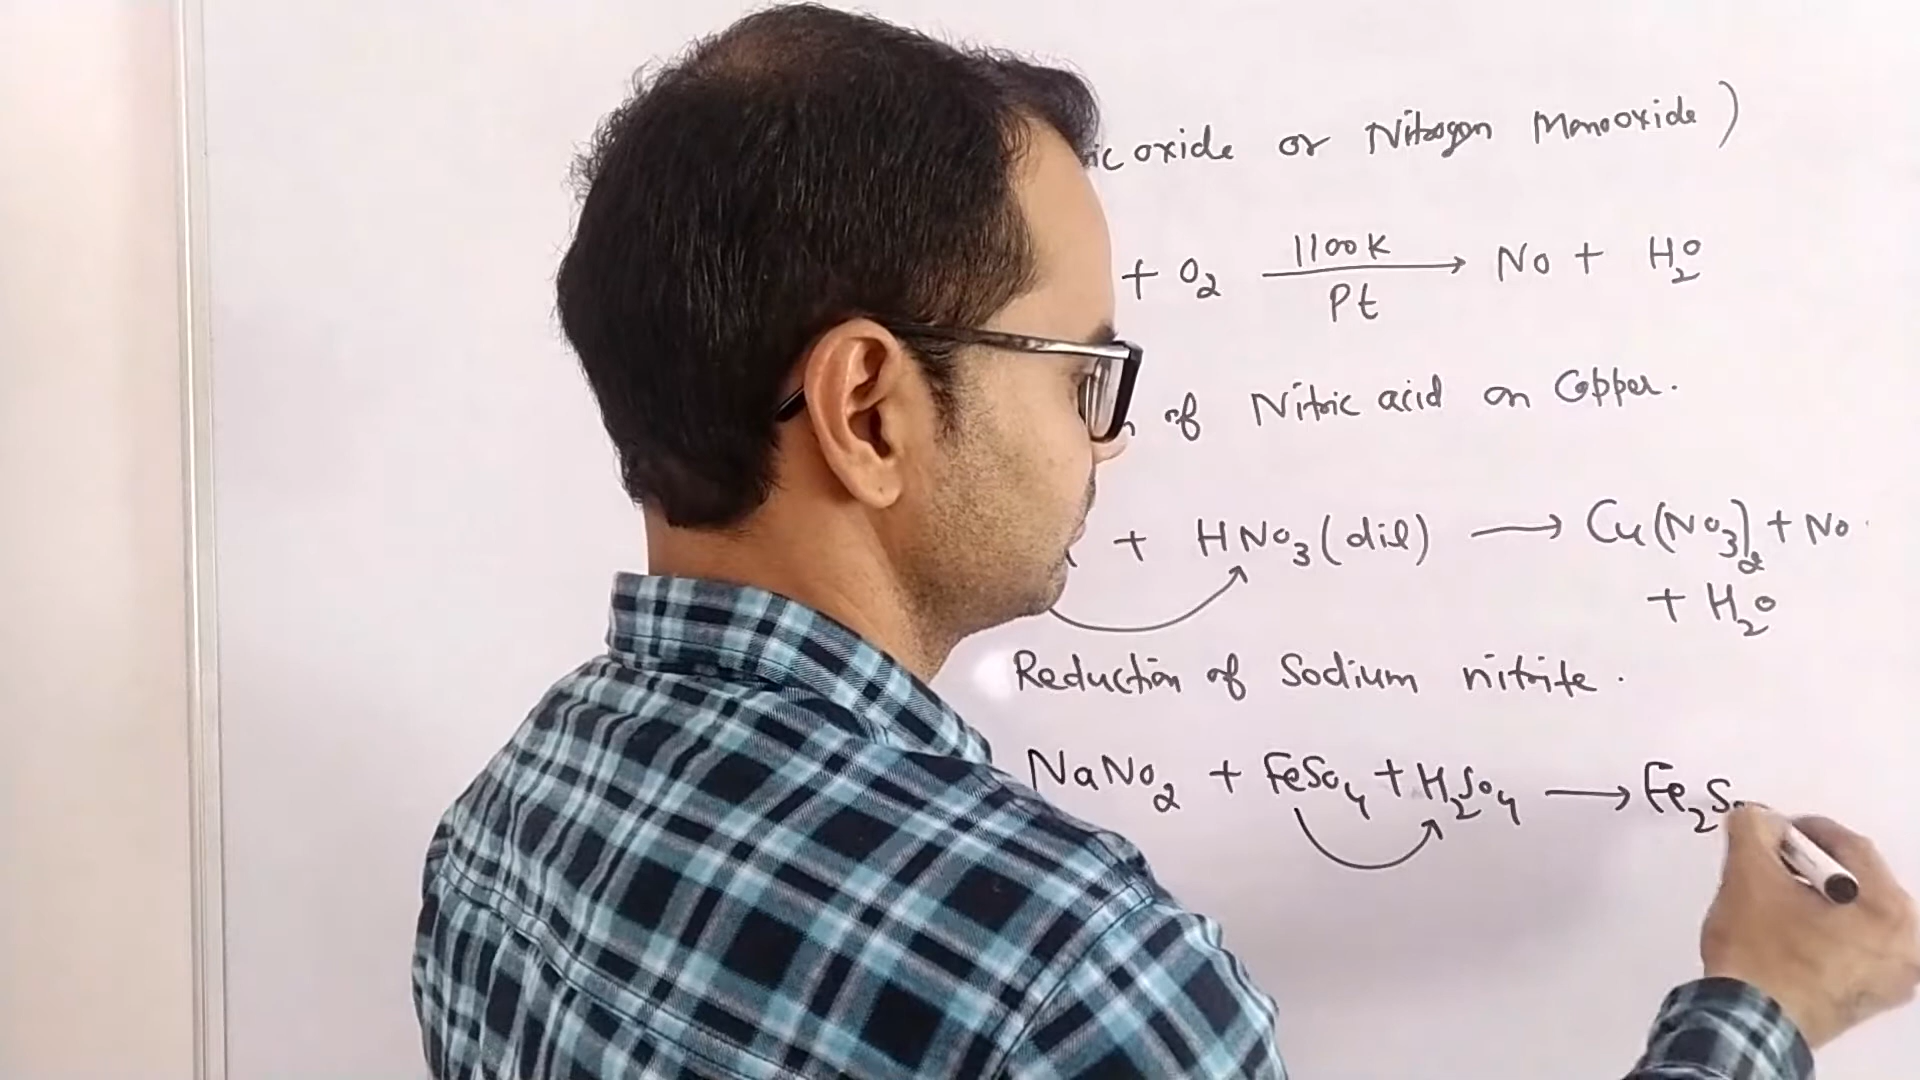 ic oxide or Nitrogen Monooxide)
+ O₂ 1100K → NO + H₂O
Pt
of Nitric acid on Copper.
+ HNO₃(dil) ⟶ Cu(NO₃)₂ + NO
+ H₂O
Reduction of Sodium nitrite.
NaNO₂ + FeSO₄ + H₂SO₄ ⟶ Fe₂S